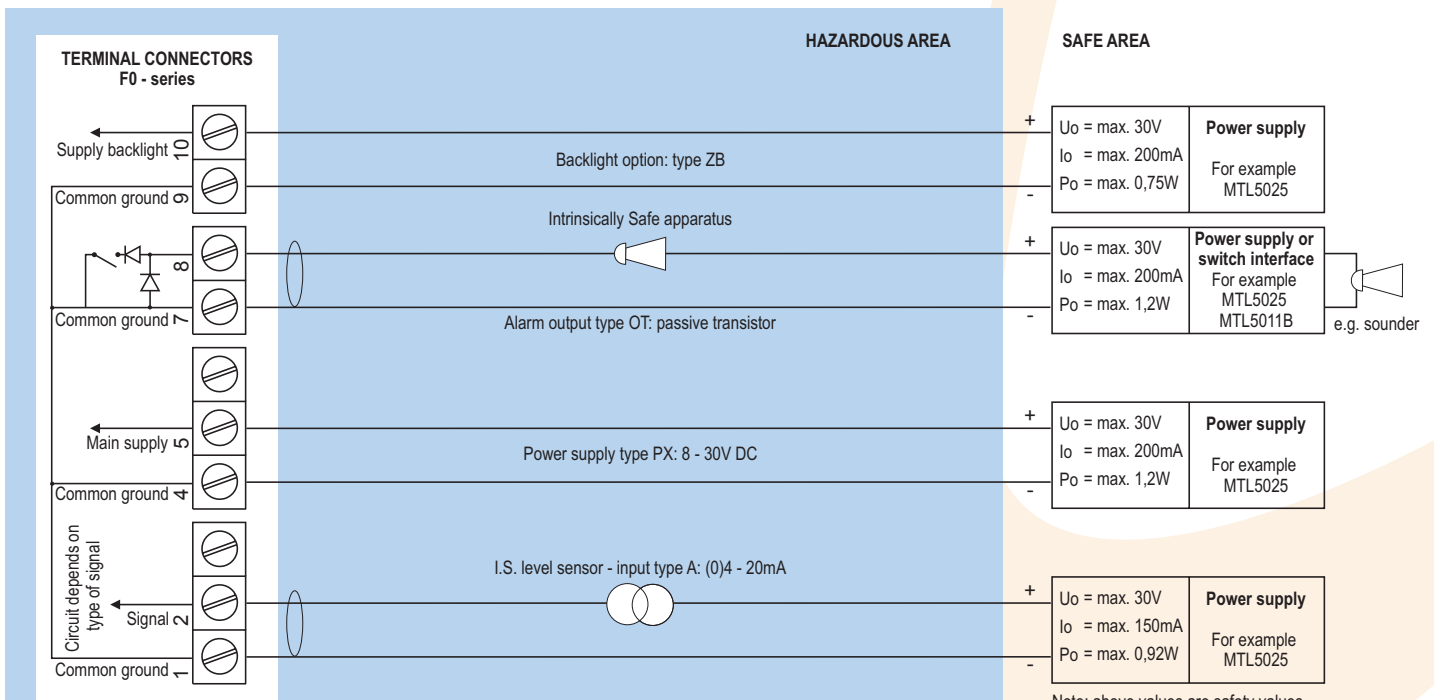 HAZARDOUS AREA
SAFE AREA
TERMINAL CONNECTORS
F0 - series
Supply backlight 10
Backlight option: type ZB
+
Uo = max. 30V
Io = max. 200mA
Po = max. 0,75W
Power supply
For example
MTL5025
Common ground 9
-
Intrinsically Safe apparatus
8
+
Uo = max. 30V
Io = max. 200mA
Po = max. 1,2W
Power supply or
switch interface
For example
MTL5025
MTL5011B
e.g. sounder
Common ground 7
-
Alarm output type OT: passive transistor
Main supply 5
Power supply type PX: 8 - 30V DC
+
Uo = max. 30V
Io = max. 200mA
Po = max. 1,2W
Power supply
For example
MTL5025
Common ground 4
-
Circuit depends on
type of signal
I.S. level sensor - input type A: (0)4 - 20mA
Signal 2
+
Uo = max. 30V
Io = max. 150mA
Po = max. 0,92W
Power supply
For example
MTL5025
Common ground 1
-
Note: above values are safety values